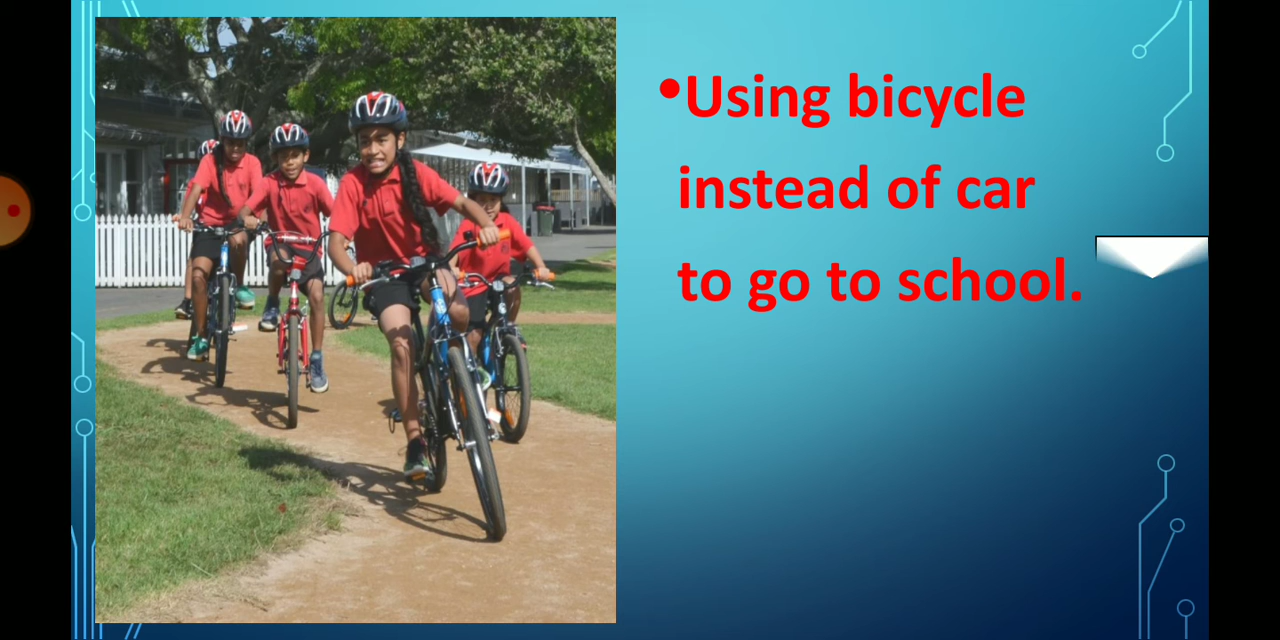 •Using bicycle
instead of car
to go to school.